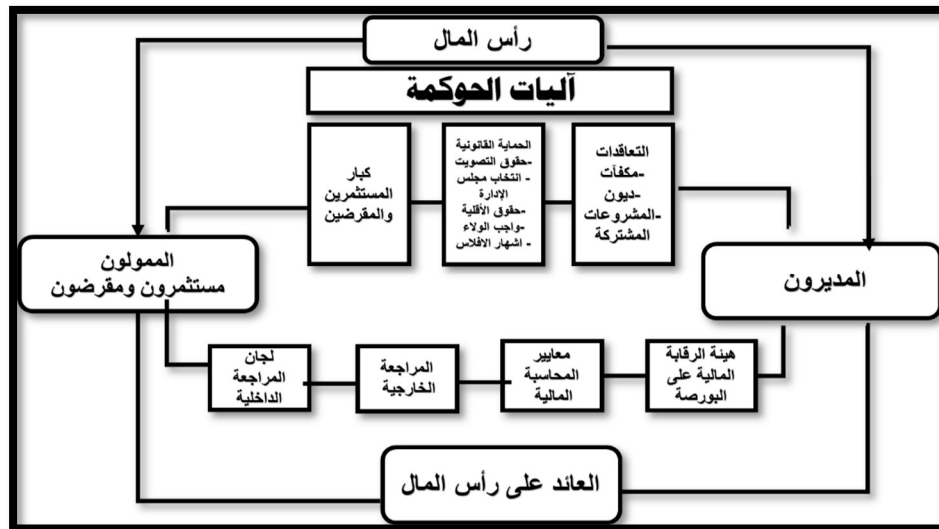 رأس المال
آليات الحوكمة
التعاقدات
-مكفآت
-ديون
-المشروعات
المشتركة
الحماية القانونية
-حقوق التصويت
- انتخاب مجلس
الإدارة
-حقوق الأقلية
-واجب الولاء
- اشهار الافلاس
كبار
المستثمرين
والمقرضين
المديرون
الممولون
مستثمرون ومقرضون
هيئة الرقابة
المالية على
البورصة
معايير
المحاسبة
المالية
المراجعة
الخارجية
لجان
المراجعة
الداخلية
العائد على رأس المال